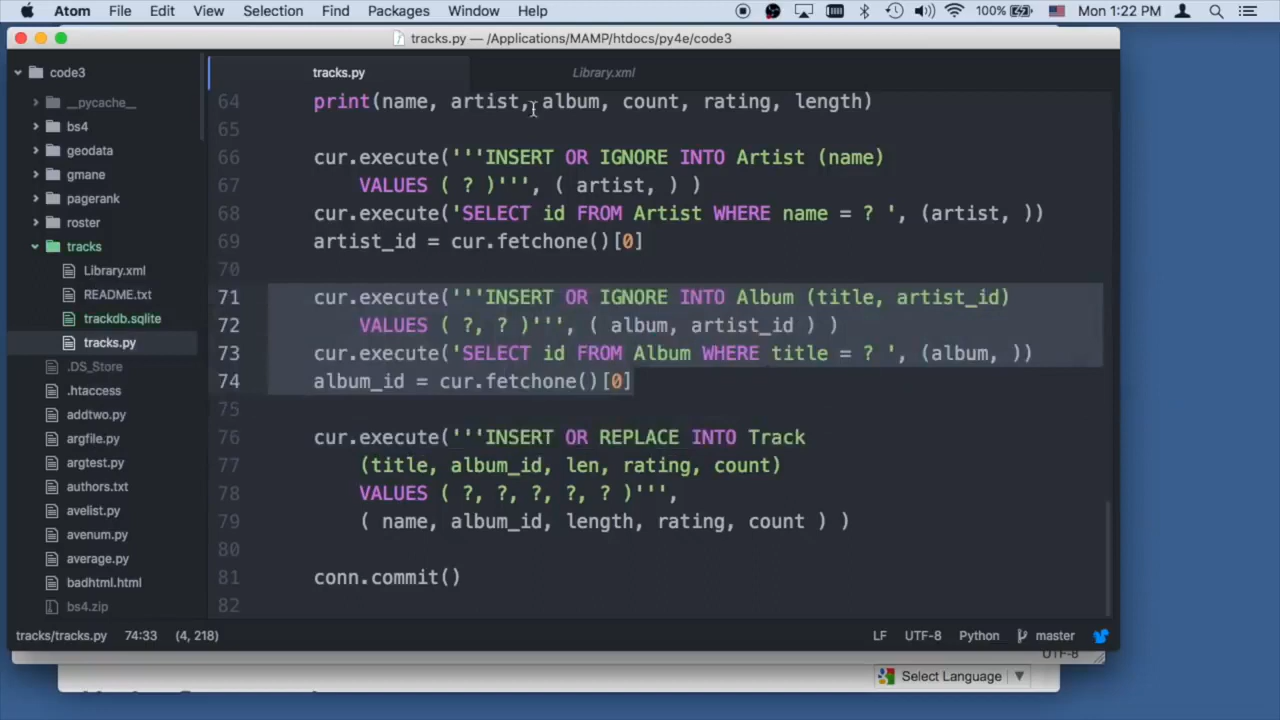 Atom File Edit View Selection Find Packages Window Help 100% Mon 1:22 PM
tracks.py — /Applications/MAMP/htdocs/py4e/code3
code3
__pycache__
bs4
geodata
gmane
pagerank
roster
tracks
Library.xml
README.txt
trackdb.sqlite
tracks.py
.DS_Store
.htaccess
addtwo.py
argfile.py
argtest.py
authors.txt
avelist.py
avenum.py
average.py
badhtml.html
bs4.zip
tracks.py Library.xml
64 print(name, artist, album, count, rating, length)
65
66 cur.execute('''INSERT OR IGNORE INTO Artist (name)
67 VALUES ( ? )''', ( artist, ) )
68 cur.execute('SELECT id FROM Artist WHERE name = ? ', (artist, ))
69 artist_id = cur.fetchone()[0]
70
71 cur.execute('''INSERT OR IGNORE INTO Album (title, artist_id)
72 VALUES ( ?, ? )''', ( album, artist_id ) )
73 cur.execute('SELECT id FROM Album WHERE title = ? ', (album, ))
74 album_id = cur.fetchone()[0]
75
76 cur.execute('''INSERT OR REPLACE INTO Track
77 (title, album_id, len, rating, count)
78 VALUES ( ?, ?, ?, ?, ? )''',
79 ( name, album_id, length, rating, count ) )
80
81 conn.commit()
82
tracks/tracks.py 74:33 (4, 218) LF UTF-8 Python master
UTF-8
Select Language